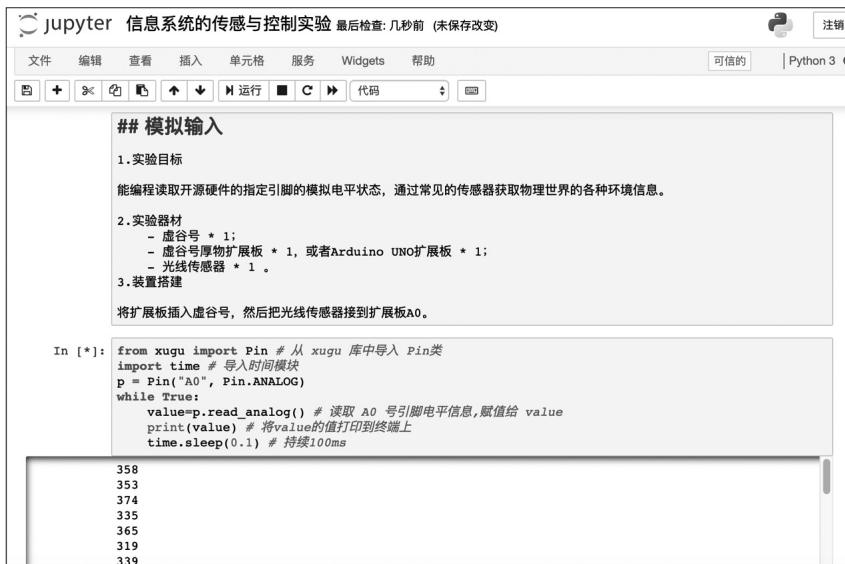 jupyter 信息系统的传感与控制实验 最后检查: 几秒前 (未保存改变)
注销
文件 编辑 查看 插入 单元格 服务 Widgets 帮助 可信的 Python 3
运行 代码
## 模拟输入
1.实验目标
能编程读取开源硬件的指定引脚的模拟电平状态，通过常见的传感器获取物理世界的各种环境信息。
2.实验器材
- 虚谷号 * 1;
- 虚谷号厚物扩展板 * 1, 或者Arduino UNO扩展板 * 1;
- 光线传感器 * 1 。
3.装置搭建
将扩展板插入虚谷号，然后把光线传感器接到扩展板A0。
In [*]: from xugu import Pin # 从 xugu 库中导入 Pin类
import time # 导入时间模块
p = Pin("A0", Pin.ANALOG)
while True:
value=p.read_analog() # 读取 A0 号引脚电平信息,赋值给 value
print(value) # 将value的值打印到终端上
time.sleep(0.1) # 持续100ms
358
353
374
335
365
319
339